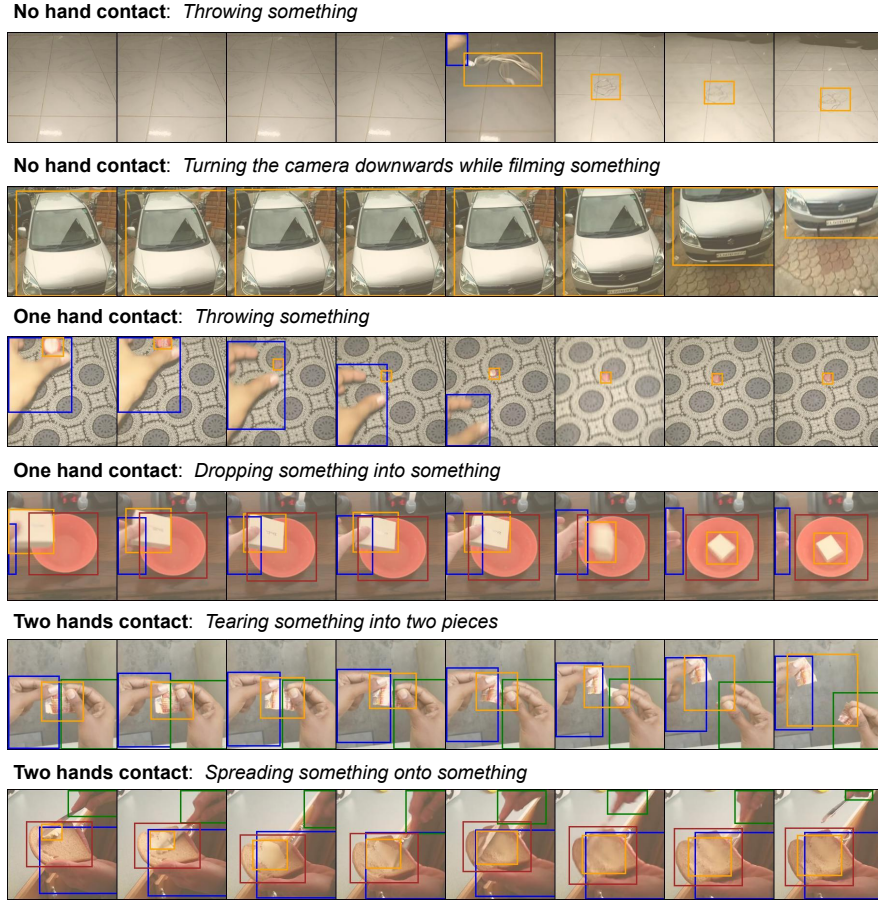 No hand contact: Throwing something
No hand contact: Turning the camera downwards while filming something
One hand contact: Throwing something
One hand contact: Dropping something into something
Two hands contact: Tearing something into two pieces
Two hands contact: Spreading something onto something